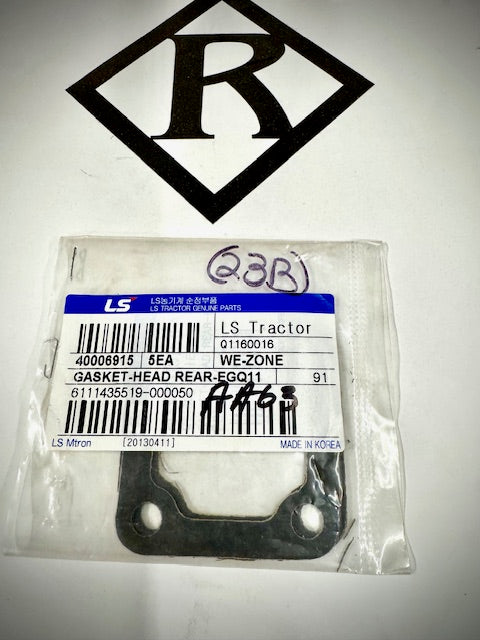 R
(23B)
LS
LS농기계 순정부품
LS TRACTOR GENUINE PARTS
LS Tractor
Q1160016
40006915 5EA WE-ZONE
GASKET-HEAD REAR-EGQ11 91
6111435519-000050
AA63
LS Mtron [20130411] MADE IN KOREA